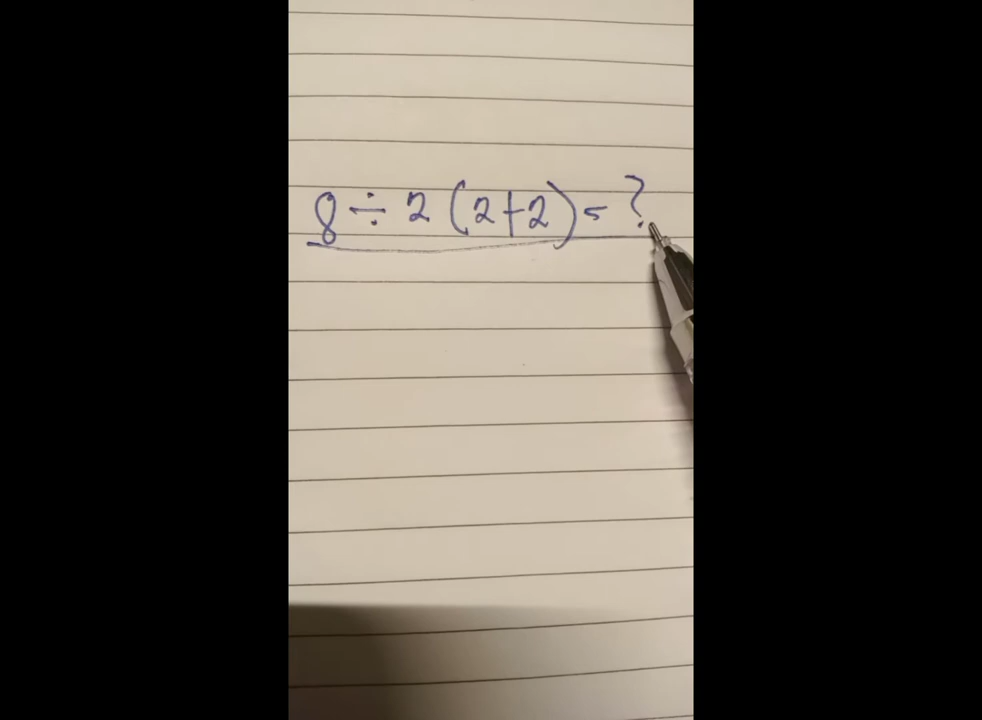 8 ÷ 2 (2+2) = ?